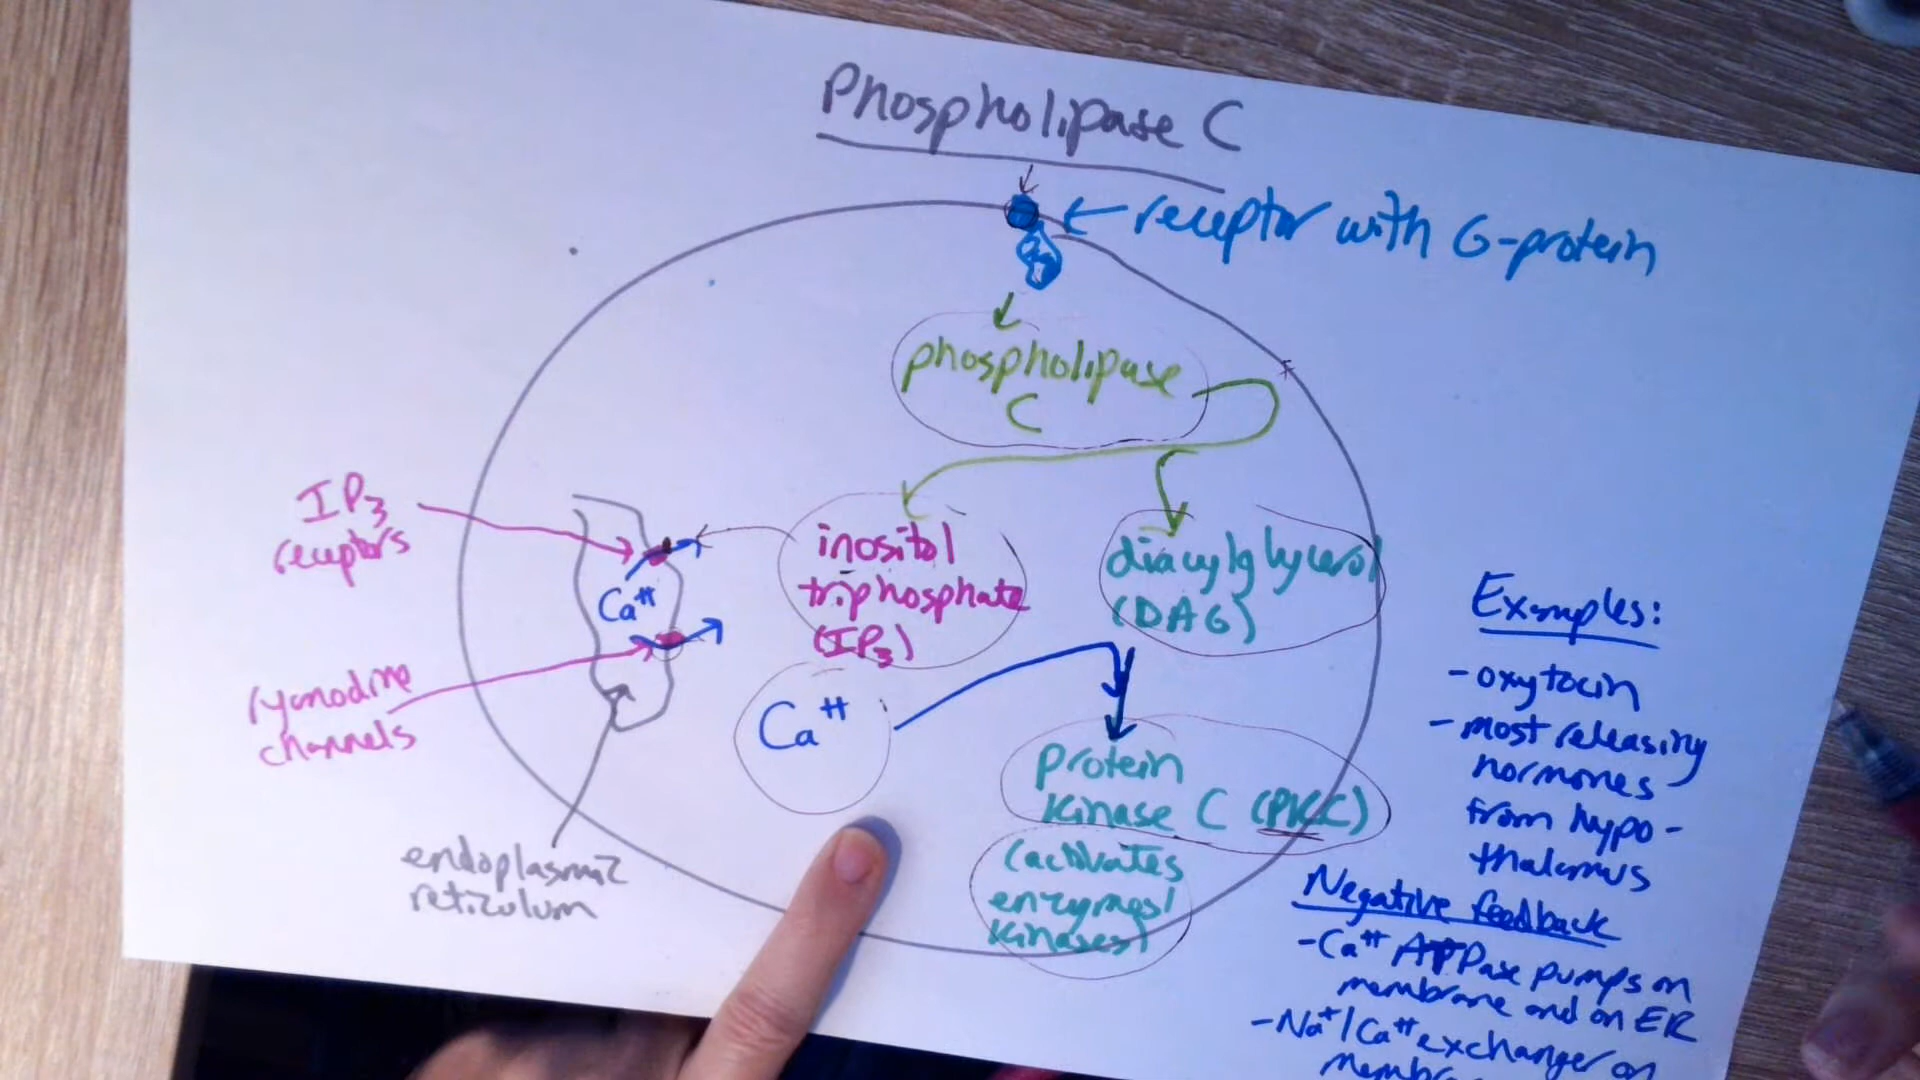 Phospholipase C
receptor with G-protein
phospholipase
C
IP3
receptors
Ca++
inositol
triphosphate
(IP3)
diacylglycerol
(DAG)
ryanodine
channels
Ca++
protein
kinase C (PKC)
(activates
enzymes/
kinases)
endoplasmic
reticulum
Examples:
- oxytocin
- most releasing
hormones
from hypo-
thalamus
Negative feedback
- Ca++ ATPase pumps on
membrane and on ER
- Na+/Ca++ exchanger on